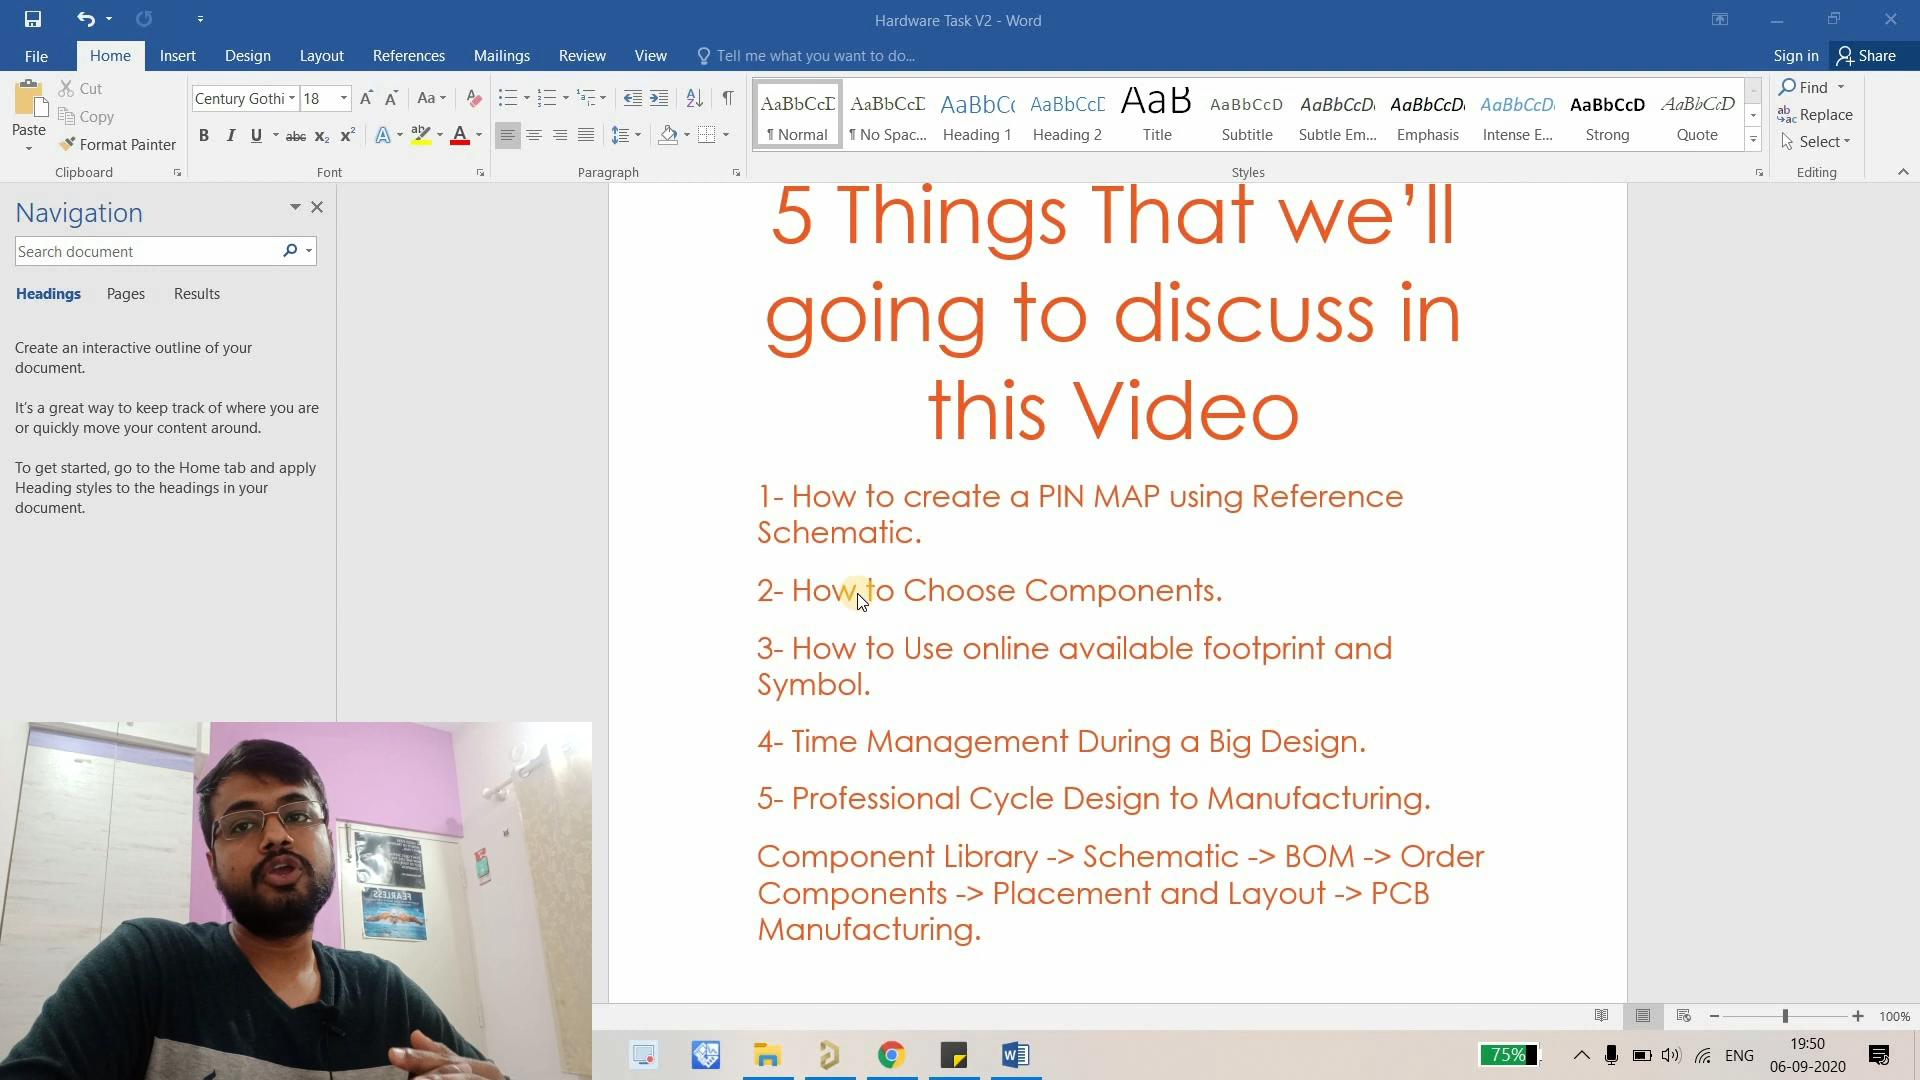 Hardware Task V2 - Word
File Home Insert Design Layout References Mailings Review View Tell me what you want to do...
Sign in Share
Paste
Cut
Copy
Format Painter
Clipboard
Century Gothi 18
Font
Paragraph
AaBbCcD AaBbCcD AaBbCc AaBbCcD AaB AaBbCcD AaBbCcD AaBbCcD AaBbCcD AaBbCcD AaBbCcD
¶ Normal ¶ No Spac... Heading 1 Heading 2 Title Subtitle Subtle Em... Emphasis Intense E... Strong Quote
Styles
Find
Replace
Select
Editing
Navigation
Search document
Headings Pages Results
Create an interactive outline of your
document.
It's a great way to keep track of where you are
or quickly move your content around.
To get started, go to the Home tab and apply
Heading styles to the headings in your
document.
5 Things That we’ll
going to discuss in
this Video
1- How to create a PIN MAP using Reference
Schematic.
2- How to Choose Components.
3- How to Use online available footprint and
Symbol.
4- Time Management During a Big Design.
5- Professional Cycle Design to Manufacturing.
Component Library -> Schematic -> BOM -> Order
Components -> Placement and Layout -> PCB
Manufacturing.
FEARLESS
100%
75%
ENG
19:50
06-09-2020